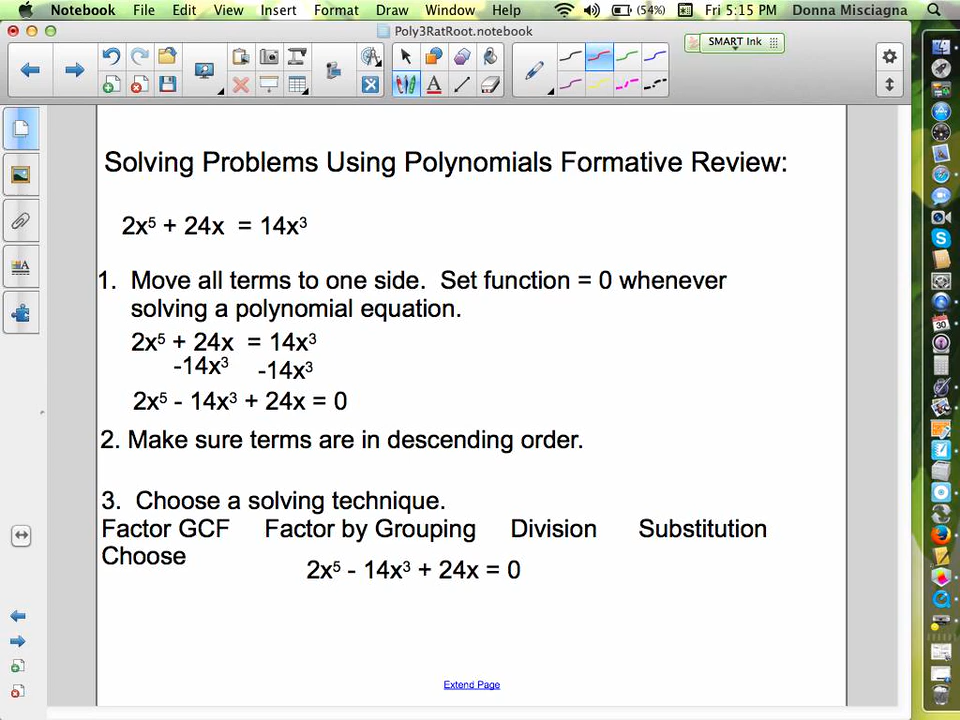 Notebook File Edit View Insert Format Draw Window Help (54%) Fri 5:15 PM Donna Misciagna
Poly3RatRoot.notebook
SMART Ink
Solving Problems Using Polynomials Formative Review:
2x⁵ + 24x = 14x³
1. Move all terms to one side. Set function = 0 whenever
solving a polynomial equation.
2x⁵ + 24x = 14x³
-14x³ -14x³
2x⁵ - 14x³ + 24x = 0
2. Make sure terms are in descending order.
3. Choose a solving technique.
Factor GCF Factor by Grouping Division Substitution
Choose
2x⁵ - 14x³ + 24x = 0
Extend Page
30